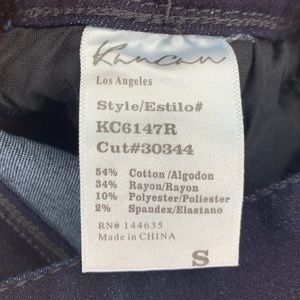 Kancan
Los Angeles
Style/Estilo#
KC6147R
Cut#30344
54% Cotton/Algodon
34% Rayon/Rayon
10% Polyester/Poliester
2% Spandex/Elastano
RN# 144635
Made in CHINA
S